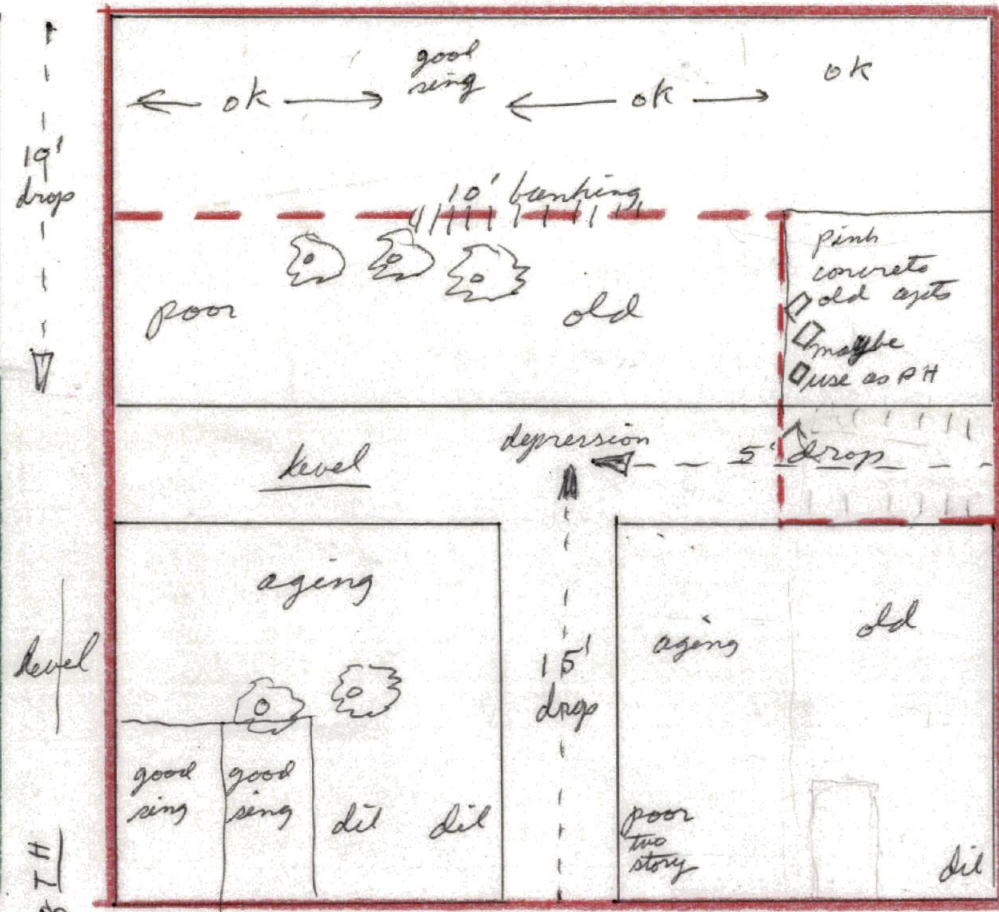 good
sing
ok
ok
ok
19'
drop
10' banking
poor
old
pink
concrete
old apts
maybe
use as PH
level
depression
5' drop
aging
15'
drop
aging
old
level
good
sing
good
sing
dil
dil
poor
two
story
dil